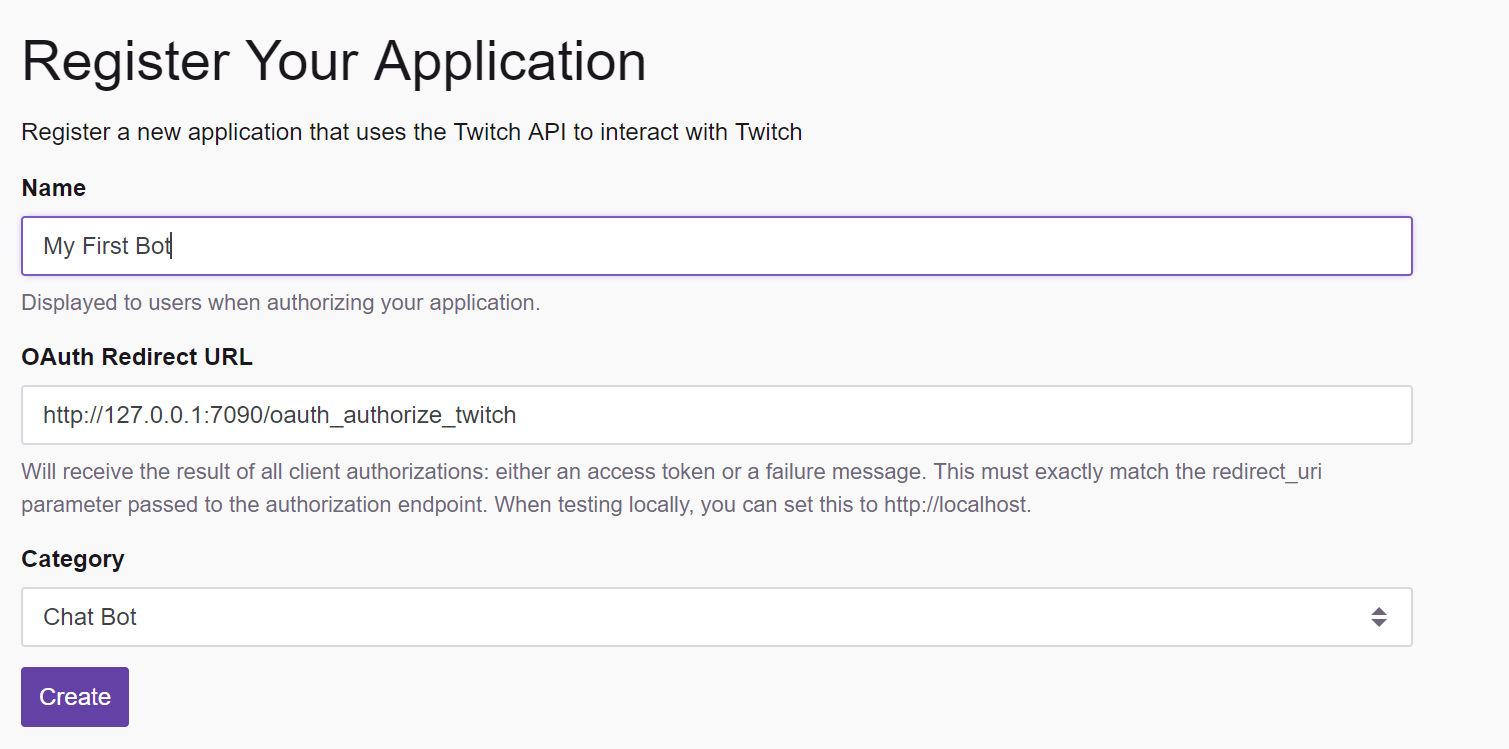 Register Your Application
Register a new application that uses the Twitch API to interact with Twitch
Name
My First Bot
Displayed to users when authorizing your application.
OAuth Redirect URL
http://127.0.0.1:7090/oauth_authorize_twitch
Will receive the result of all client authorizations: either an access token or a failure message. This must exactly match the redirect_uri
parameter passed to the authorization endpoint. When testing locally, you can set this to http://localhost.
Category
Chat Bot
Create